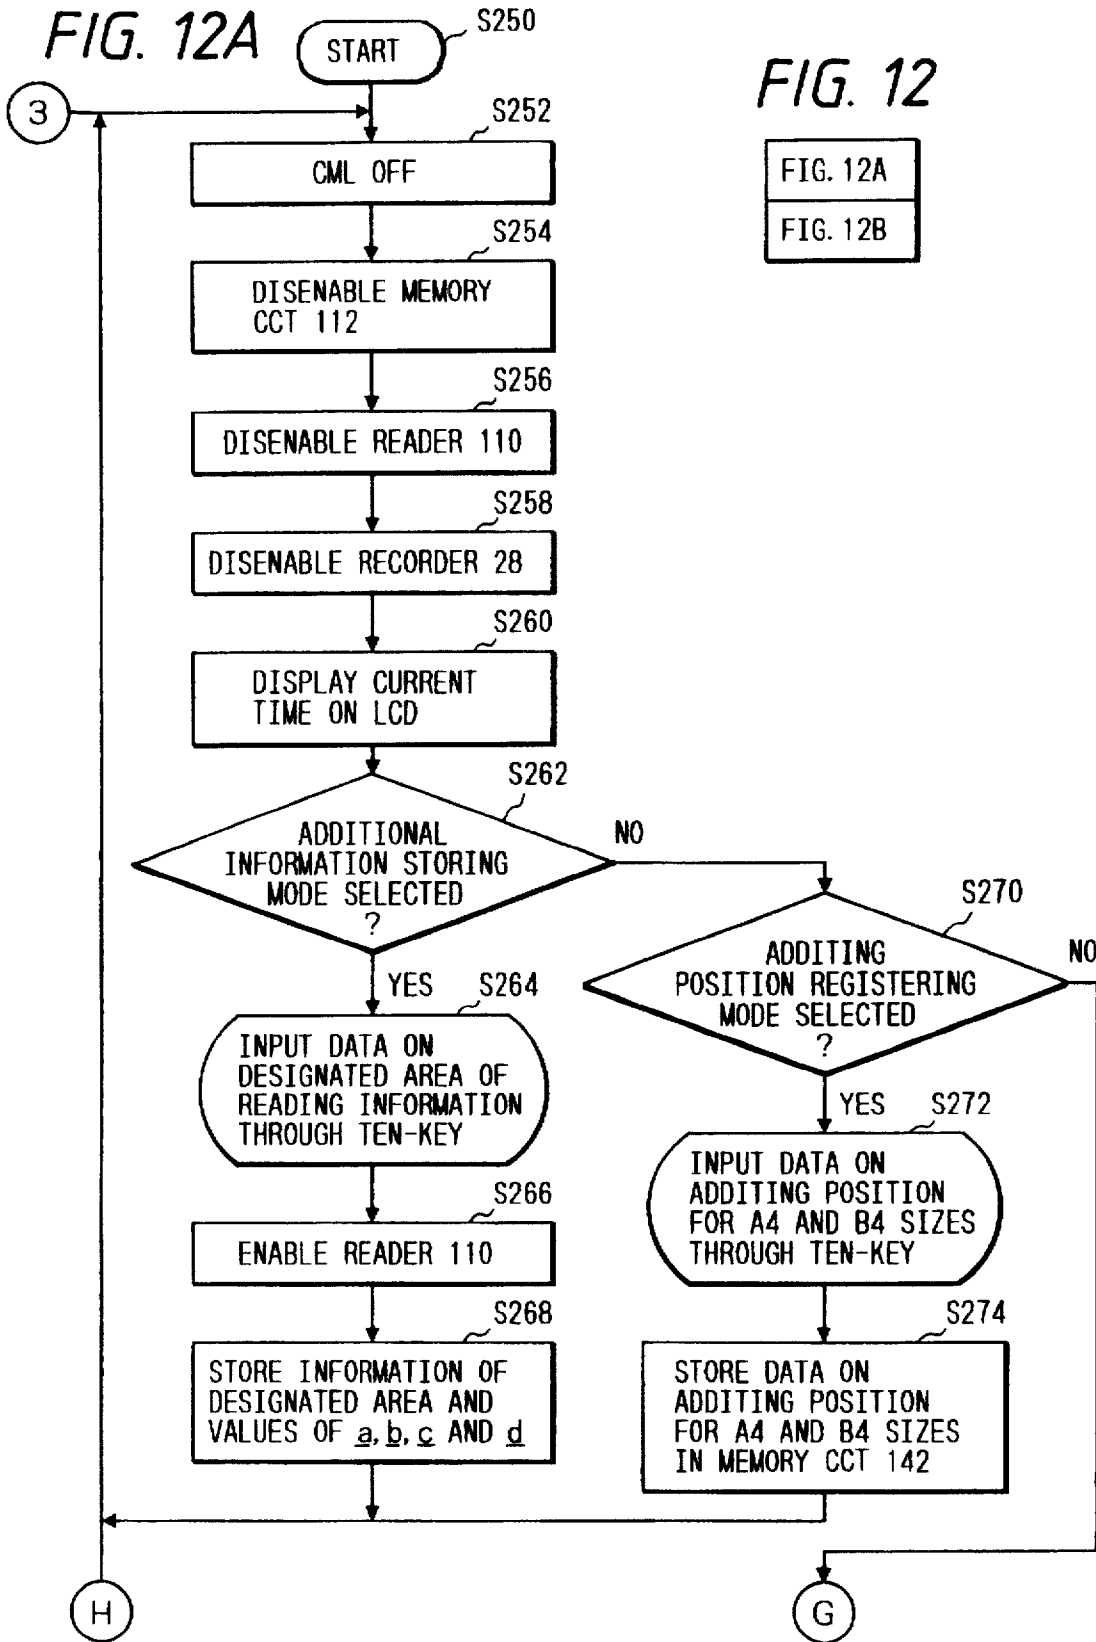 FIG. 12A
START
S250
FIG. 12
FIG. 12A
FIG. 12B
3
S252
CML OFF
S254
DISENABLE MEMORY
CCT 112
S256
DISENABLE READER 110
S258
DISENABLE RECORDER 28
S260
DISPLAY CURRENT
TIME ON LCD
S262
ADDITIONAL
INFORMATION STORING
MODE SELECTED
?
NO
YES
S270
ADDITING
POSITION REGISTERING
MODE SELECTED
?
NO
YES
S264
INPUT DATA ON
DESIGNATED AREA OF
READING INFORMATION
THROUGH TEN-KEY
S272
INPUT DATA ON
ADDITING POSITION
FOR A4 AND B4 SIZES
THROUGH TEN-KEY
S266
ENABLE READER 110
S268
STORE INFORMATION OF
DESIGNATED AREA AND
VALUES OF a, b, c AND d
S274
STORE DATA ON
ADDITING POSITION
FOR A4 AND B4 SIZES
IN MEMORY CCT 142
H
G